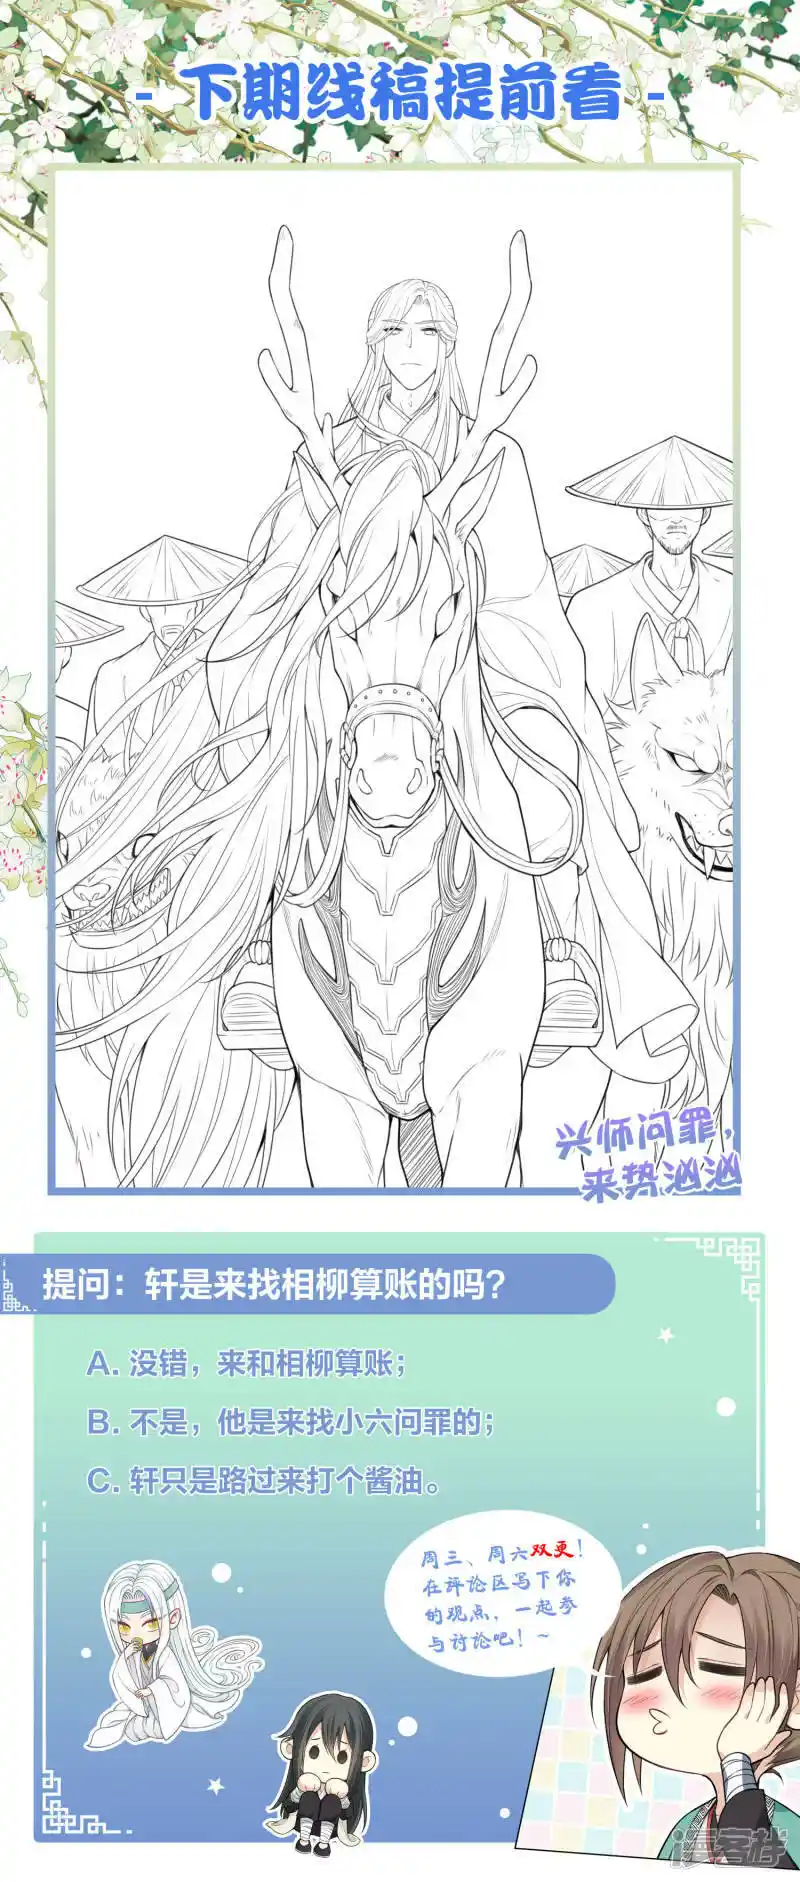 - 下期线稿提前看 -
兴师问罪，
来势汹汹
提问：轩是来找相柳算账的吗？
A. 没错，来和相柳算账；
B. 不是，他是来找小六问罪的；
C. 轩只是路过来打个酱油。
周三、周六双更！
在评论区写下你
的观点，一起参
与讨论吧！~
漫客栈